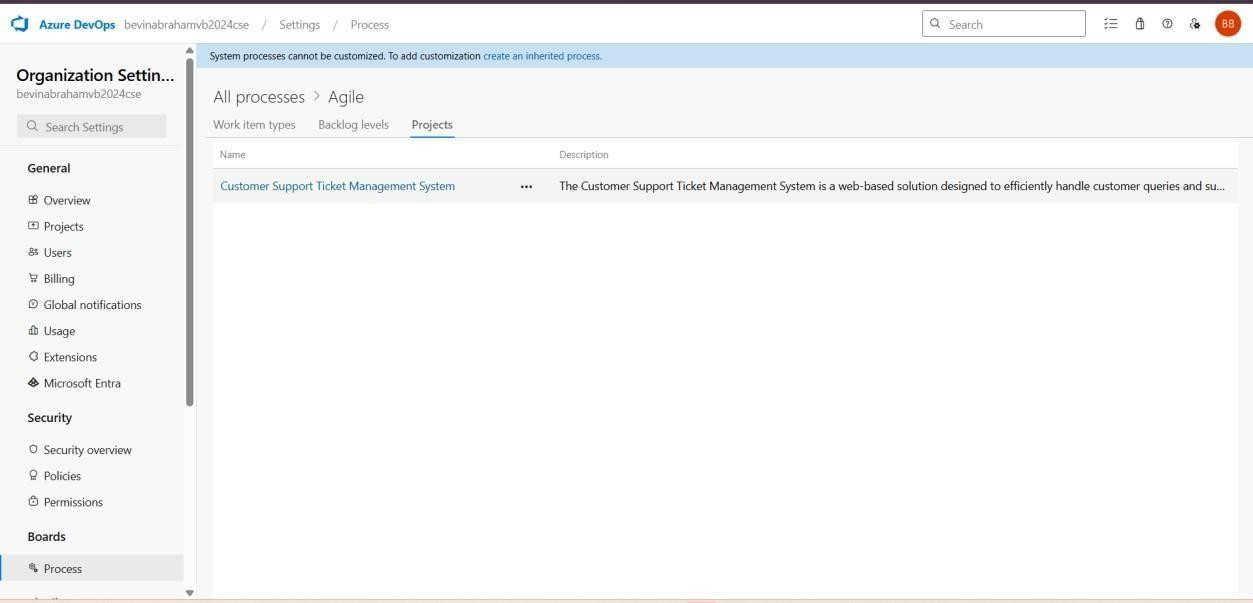 Azure DevOps bevinabrahamvb2024cse / Settings / Process
Search
BB
Organization Settin...
bevinabrahamvb2024cse
Search Settings
General
Overview
Projects
Users
Billing
Global notifications
Usage
Extensions
Microsoft Entra
Security
Security overview
Policies
Permissions
Boards
Process
System processes cannot be customized. To add customization create an inherited process.
All processes > Agile
Work item types Backlog levels Projects
Name Description
Customer Support Ticket Management System ... The Customer Support Ticket Management System is a web-based solution designed to efficiently handle customer queries and su...